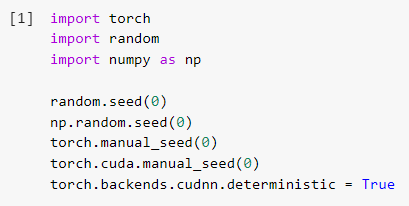 [1] import torch
import random
import numpy as np
random.seed(0)
np.random.seed(0)
torch.manual_seed(0)
torch.cuda.manual_seed(0)
torch.backends.cudnn.deterministic = True